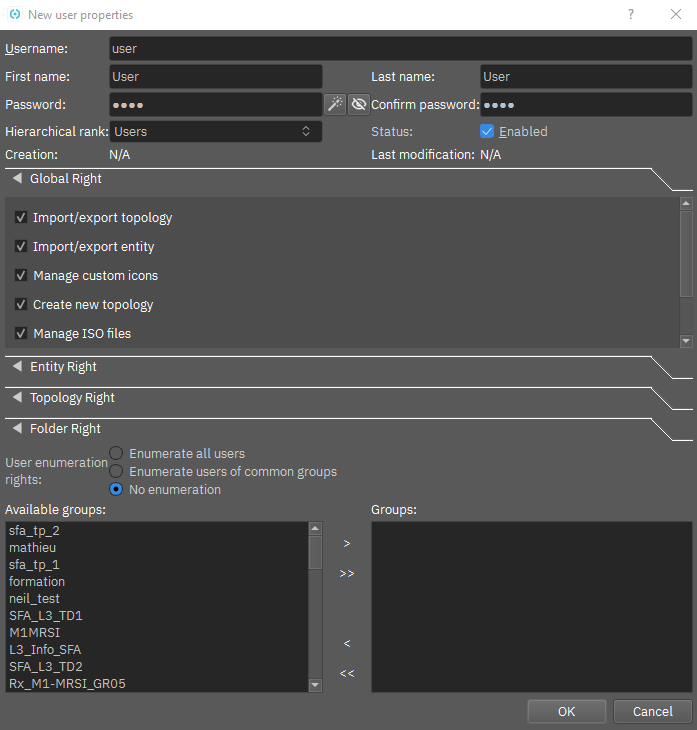 New user properties
Username: user
First name: User Last name: User
Password: •••• Confirm password: ••••
Hierarchical rank: Users Status: Enabled
Creation: N/A Last modification: N/A
Global Right
Import/export topology
Import/export entity
Manage custom icons
Create new topology
Manage ISO files
Entity Right
Topology Right
Folder Right
User enumeration rights:
Enumerate all users
Enumerate users of common groups
No enumeration
Available groups: Groups:
sfa_tp_2
mathieu
sfa_tp_1
formation
neil_test
SFA_L3_TD1
M1MRSI
L3_Info_SFA
SFA_L3_TD2
Rx_M1-MRSI_GR05
>
>>
<
<<
OK Cancel